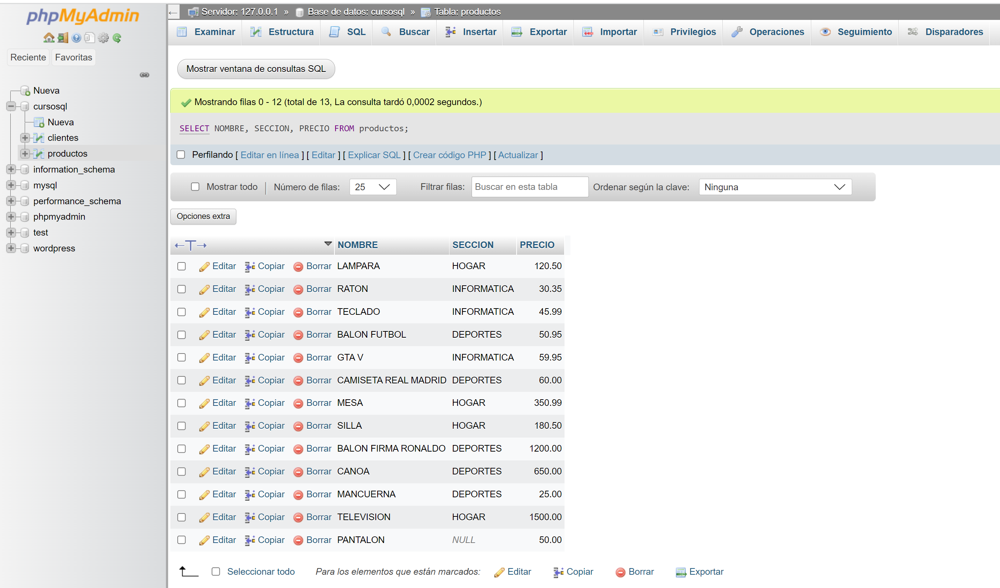 phpMyAdmin
Reciente Favoritas
Nueva
cursosql
Nueva
clientes
productos
information_schema
mysql
performance_schema
phpmyadmin
test
wordpress
Servidor: 127.0.0.1 » Base de datos: cursosql » Tabla: productos
Examinar Estructura SQL Buscar Insertar Exportar Importar Privilegios Operaciones Seguimiento Disparadores
Mostrar ventana de consultas SQL
Mostrando filas 0 - 12 (total de 13, La consulta tardó 0,0002 segundos.)
SELECT NOMBRE, SECCION, PRECIO FROM productos;
Perfilando [ Editar en línea ] [ Editar ] [ Explicar SQL ] [ Crear código PHP ] [ Actualizar ]
Mostrar todo | Número de filas: 25 Filtrar filas: Buscar en esta tabla Ordenar según la clave: Ninguna
Opciones extra
←T→ NOMBRE SECCION PRECIO
Editar Copiar Borrar LAMPARA HOGAR 120.50
Editar Copiar Borrar RATON INFORMATICA 30.35
Editar Copiar Borrar TECLADO INFORMATICA 45.99
Editar Copiar Borrar BALON FUTBOL DEPORTES 50.95
Editar Copiar Borrar GTA V INFORMATICA 59.95
Editar Copiar Borrar CAMISETA REAL MADRID DEPORTES 60.00
Editar Copiar Borrar MESA HOGAR 350.99
Editar Copiar Borrar SILLA HOGAR 180.50
Editar Copiar Borrar BALON FIRMA RONALDO DEPORTES 1200.00
Editar Copiar Borrar CANOA DEPORTES 650.00
Editar Copiar Borrar MANCUERNA DEPORTES 25.00
Editar Copiar Borrar TELEVISION HOGAR 1500.00
Editar Copiar Borrar PANTALON NULL 50.00
Seleccionar todo Para los elementos que están marcados: Editar Copiar Borrar Exportar